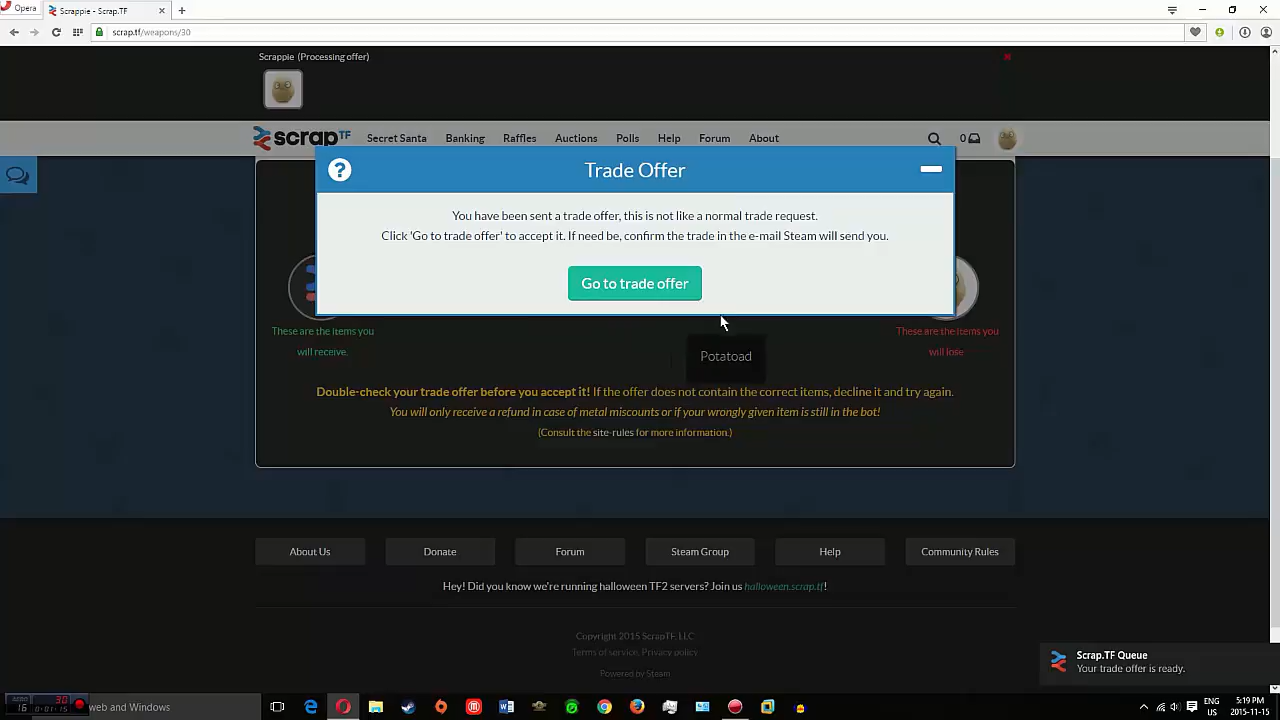 Opera
Scrappie - Scrap.TF
scrap.tf/weapons/30
Scrappie (Processing offer)
scrapTF
Secret Santa
Banking
Raffles
Auctions
Polls
Help
Forum
About
0
Trade Offer
You have been sent a trade offer, this is not like a normal trade request.
Click 'Go to trade offer' to accept it. If need be, confirm the trade in the e-mail Steam will send you.
Go to trade offer
These are the items you
will receive.
These are the items you
will lose
Potatoad
Double-check your trade offer before you accept it! If the offer does not contain the correct items, decline it and try again.
You will only receive a refund in case of metal miscounts or if your wrongly given item is still in the bot!
(Consult the site-rules for more information.)
About Us
Donate
Forum
Steam Group
Help
Community Rules
Hey! Did you know we're running halloween TF2 servers? Join us halloween.scrap.tf!
Copyright 2015 ScrapTF, LLC
Terms of service, Privacy policy
Powered by Steam
Scrap.TF Queue
Your trade offer is ready.
30
16
0:01:15
web and Windows
ENG
US
5:19 PM
2015-11-15